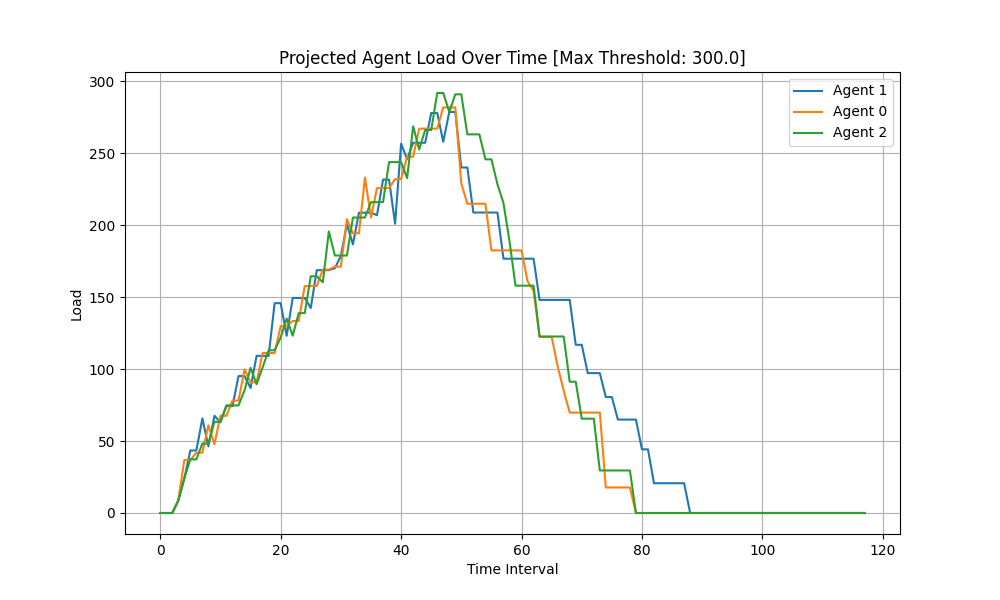 Projected Agent Load Over Time [Max Threshold: 300.0]
Agent 1
Agent 0
Agent 2
Load
300
250
200
150
100
50
0
0 20 40 60 80 100 120
Time Interval